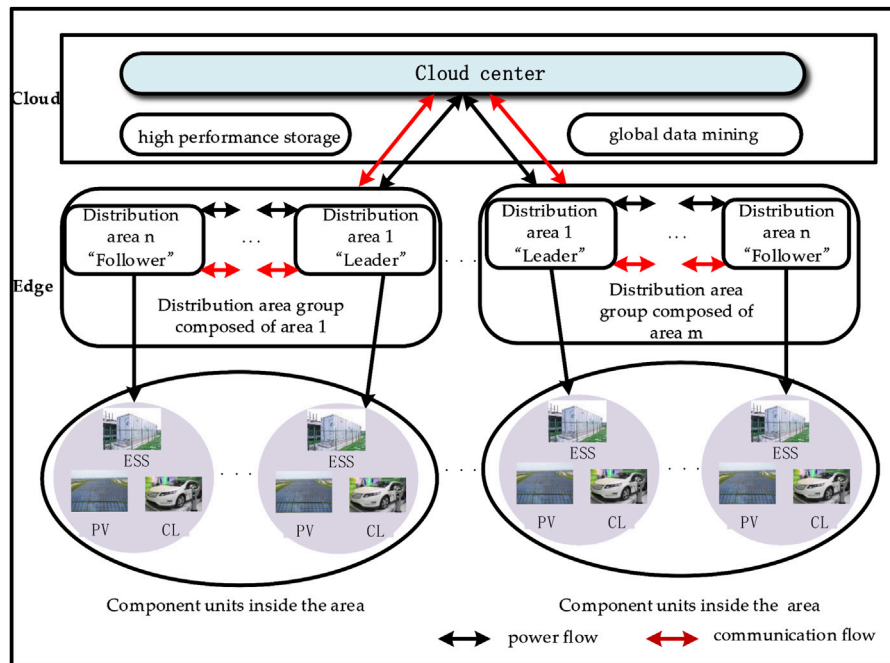 Cloud center
Cloud
high performance storage
global data mining
Distribution
area n
“Follower”
...
Distribution
area 1
“Leader”
. . .
Distribution
area 1
“Leader”
...
Distribution
area n
“Follower”
Edge
Distribution area group
composed of area 1
Distribution area
group composed of
area m
ESS
PV
CL
. . .
ESS
PV
CL
. . .
ESS
PV
CL
. . .
ESS
PV
CL
Component units inside the area
Component units inside the area
power flow
communication flow